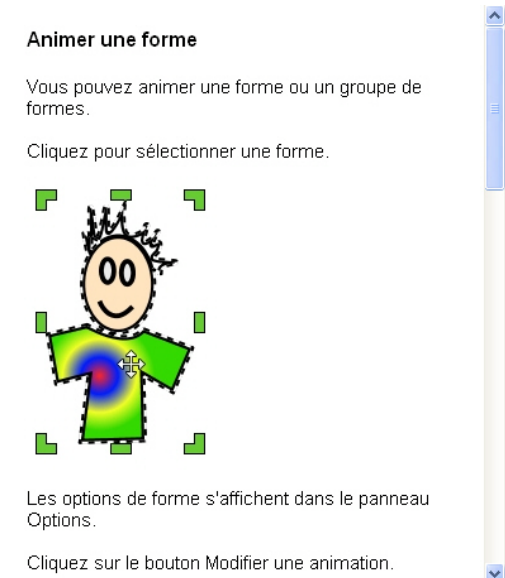 Animer une forme
Vous pouvez animer une forme ou un groupe de
formes.
Cliquez pour sélectionner une forme.
Les options de forme s'affichent dans le panneau
Options.
Cliquez sur le bouton Modifier une animation.